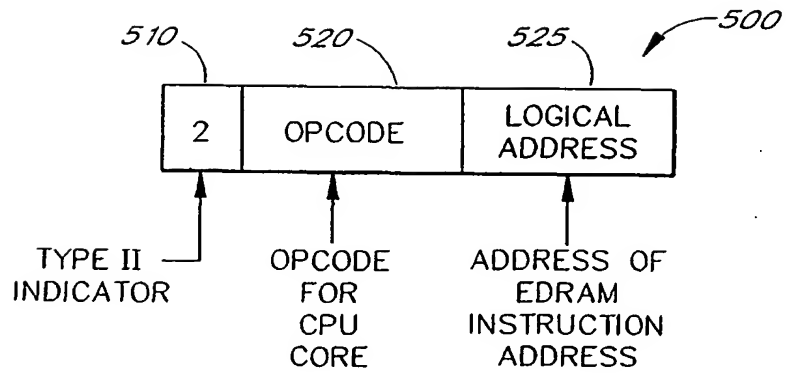 510 520 525 500
2 OPCODE LOGICAL
ADDRESS
TYPE II
INDICATOR
OPCODE
FOR
CPU
CORE
ADDRESS OF
EDRAM
INSTRUCTION
ADDRESS